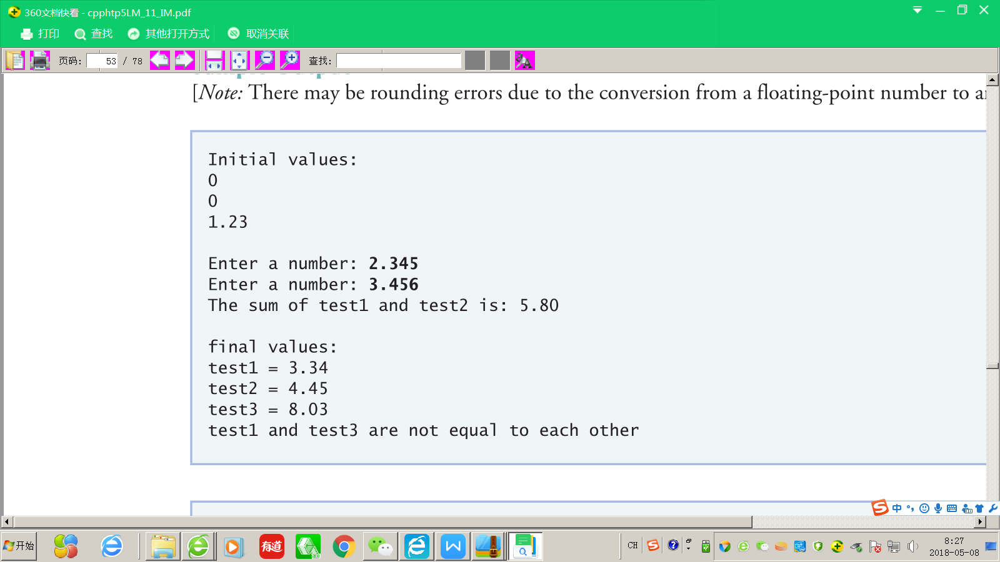 360文档快看 - cpphtp5LM_11_IM.pdf
打印 查找 其他打开方式 取消关联
页码: 53 / 78 查找:
Sample Output
[Note: There may be rounding errors due to the conversion from a floating-point number to
Initial values:
0
0
1.23
Enter a number: 2.345
Enter a number: 3.456
The sum of test1 and test2 is: 5.80
final values:
test1 = 3.34
test2 = 4.45
test3 = 8.03
test1 and test3 are not equal to each other
中
开始 有道 CH 8:27
2018-05-08